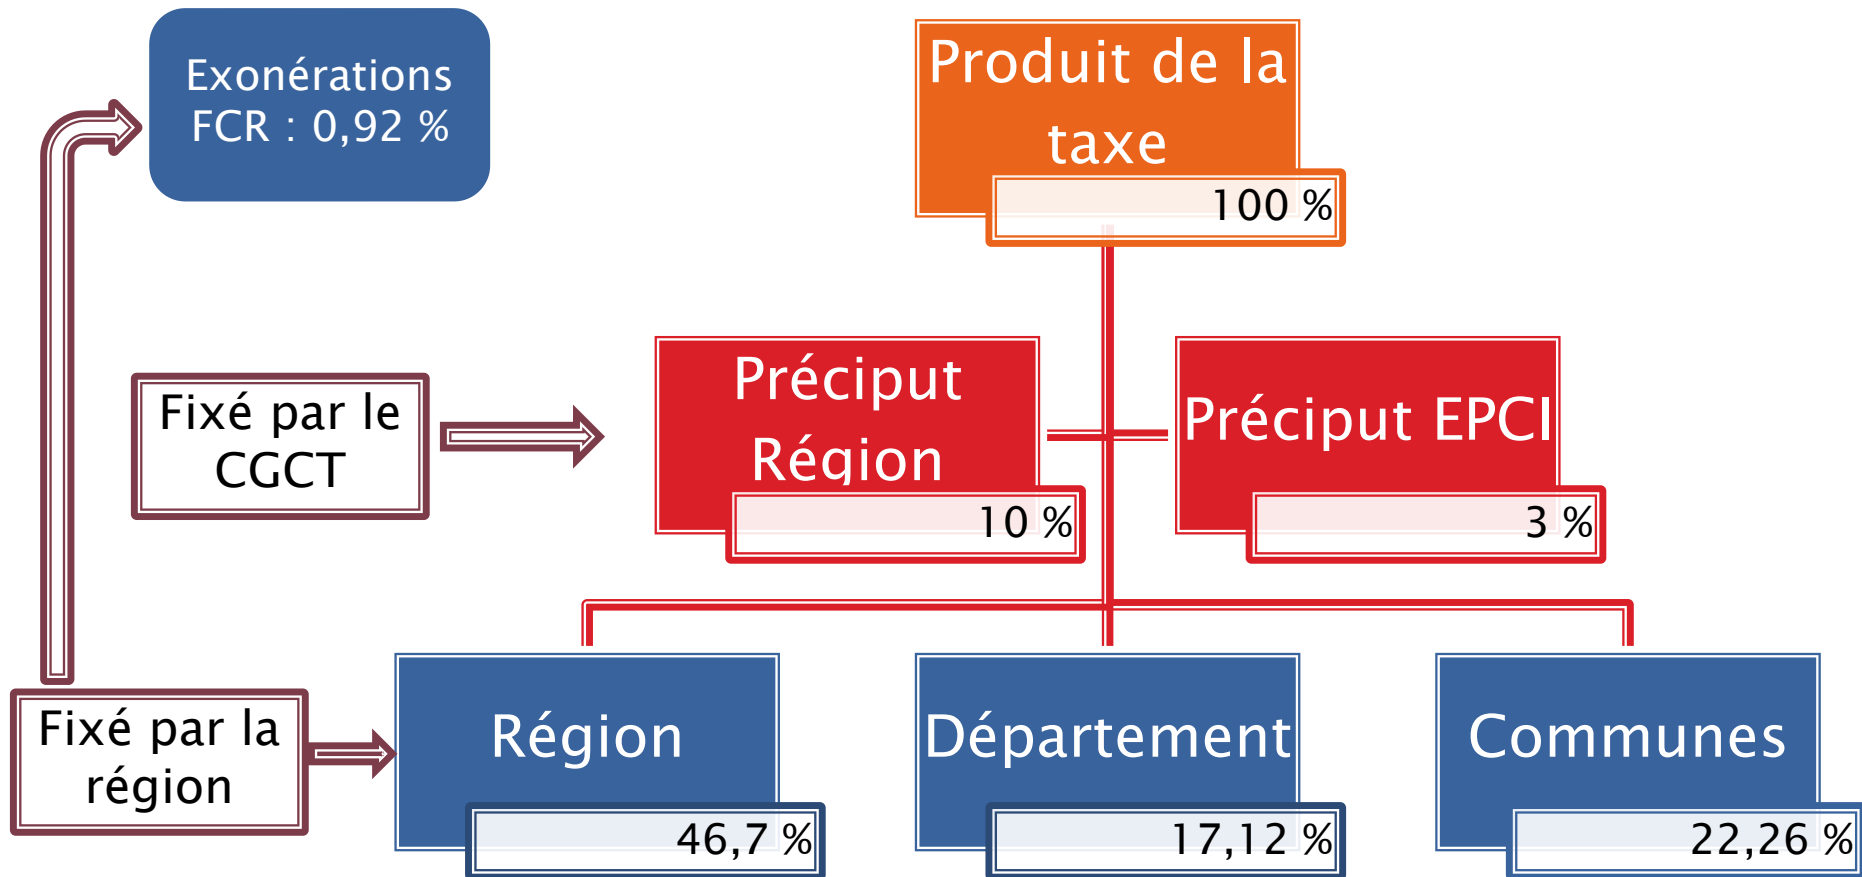 Exonérations
FCR : 0,92 %
Produit de la
taxe
100 %
Fixé par le
CGCT
Préciput
Région
10 %
Préciput EPCI
3 %
Fixé par la
région
Région
46,7 %
Département
17,12 %
Communes
22,26 %